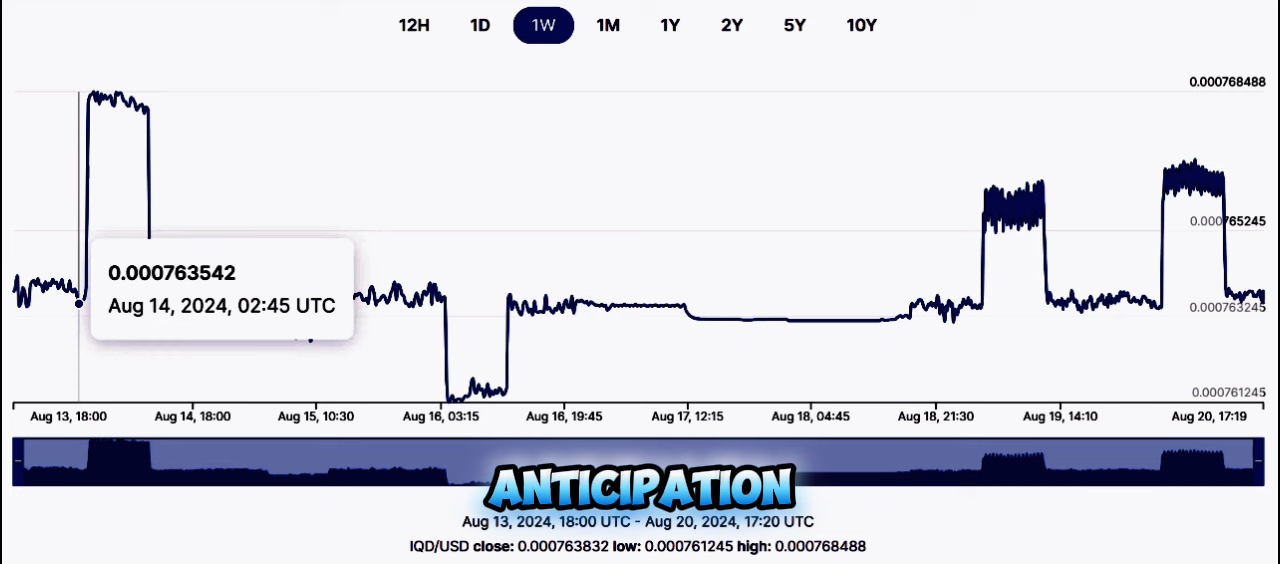 12H 1D 1W 1M 1Y 2Y 5Y 10Y
0.000768488
0.000765245
0.000763542
Aug 14, 2024, 02:45 UTC
0.000763245
0.000761245
Aug 13, 18:00 Aug 14, 18:00 Aug 15, 10:30 Aug 16, 03:15 Aug 16, 19:45 Aug 17, 12:15 Aug 18, 04:45 Aug 18, 21:30 Aug 19, 14:10 Aug 20, 17:19
ANTICIPATION
Aug 13, 2024, 18:00 UTC - Aug 20, 2024, 17:20 UTC
IQD/USD close: 0.000763832 low: 0.000761245 high: 0.000768488